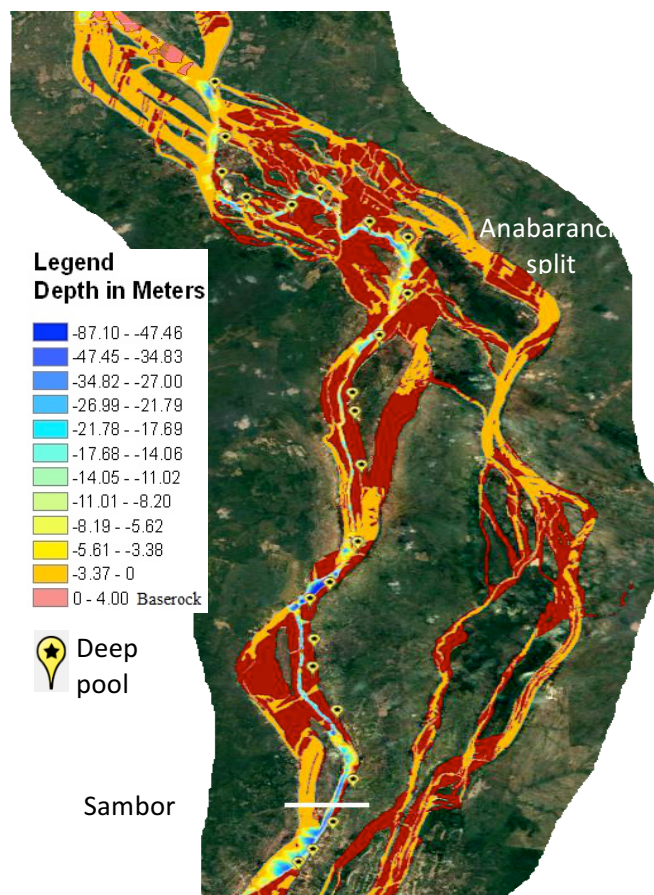 Anabaranc
split
Legend
Depth in Meters
-87.10 - -47.46
-47.45 - -34.83
-34.82 - -27.00
-26.99 - -21.79
-21.78 - -17.69
-17.68 - -14.06
-14.05 - -11.02
-11.01 - -8.20
-8.19 - -5.62
-5.61 - -3.38
-3.37 - 0
0 - 4.00 Baserock
Deep
pool
Sambor